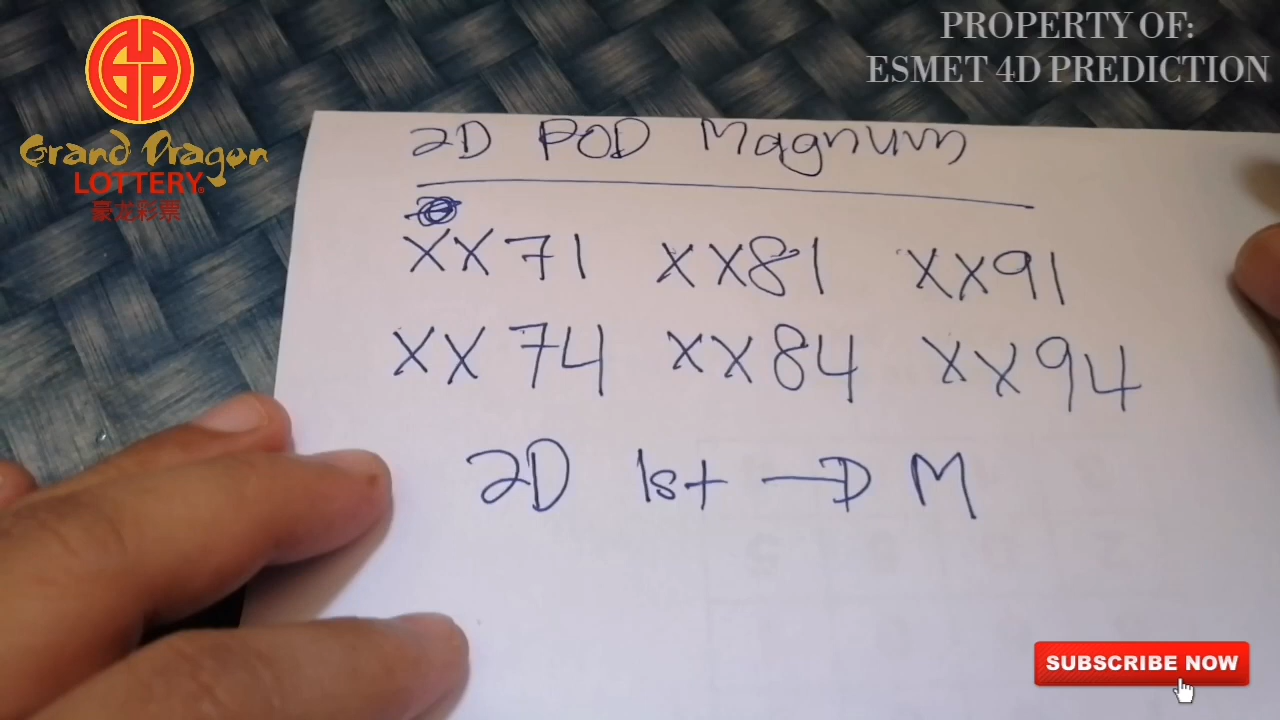 PROPERTY OF:
ESMET 4D PREDICTION
Grand Dragon
LOTTERY®
豪龙彩票
2D POD Magnum
XX71 XX81 XX91
XX74 XX84 XX94
2D 1st → M
SUBSCRIBE NOW